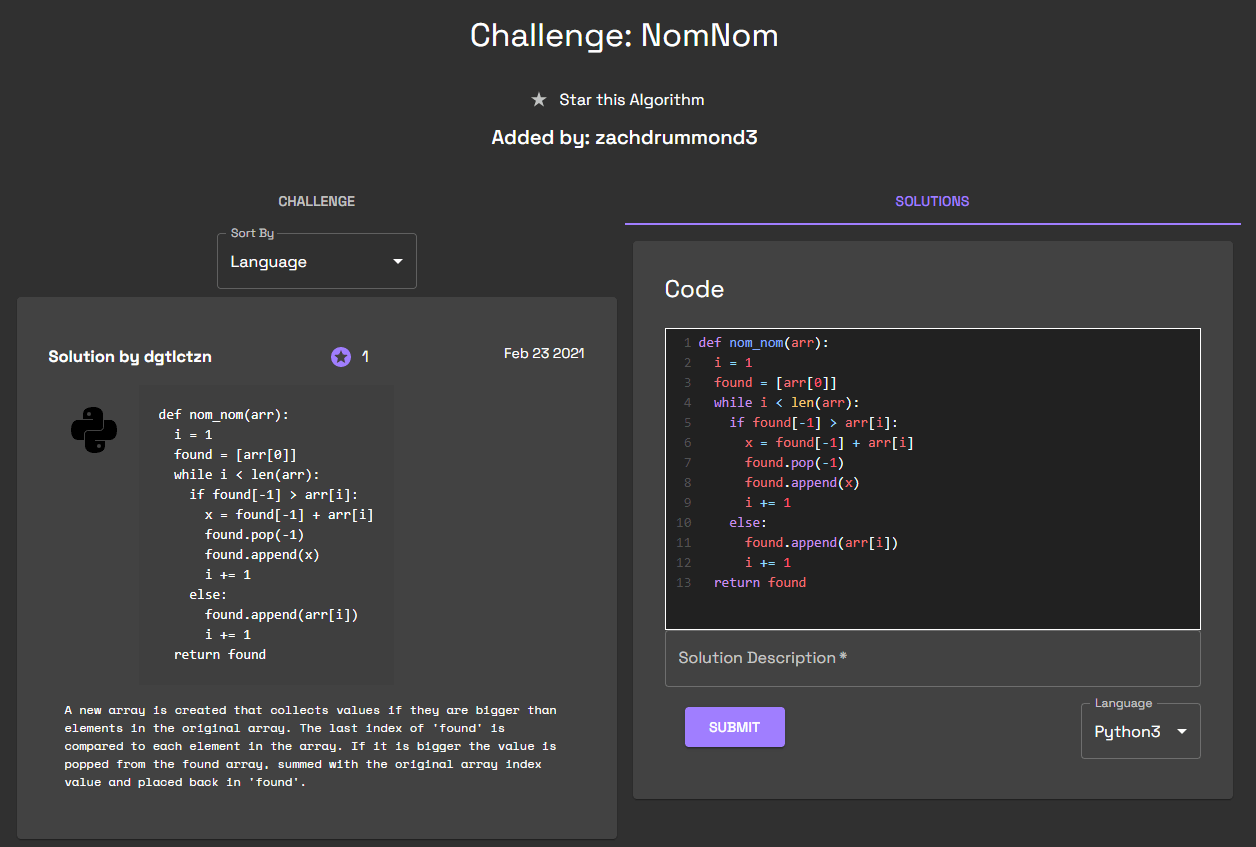 Challenge: NomNom
★ Star this Algorithm
Added by: zachdrummond3
CHALLENGE
SOLUTIONS
Sort By
Language
Solution by dgtlctzn
1
Feb 23 2021
def nom_nom(arr):
  i = 1
  found = [arr[0]]
  while i < len(arr):
    if found[-1] > arr[i]:
      x = found[-1] + arr[i]
      found.pop(-1)
      found.append(x)
      i += 1
    else:
      found.append(arr[i])
      i += 1
  return found
A new array is created that collects values if they are bigger than
elements in the original array. The last index of 'found' is
compared to each element in the array. If it is bigger the value is
popped from the found array, summed with the original array index
value and placed back in 'found'.
Code
1 def nom_nom(arr):
2   i = 1
3   found = [arr[0]]
4   while i < len(arr):
5     if found[-1] > arr[i]:
6       x = found[-1] + arr[i]
7       found.pop(-1)
8       found.append(x)
9       i += 1
10     else:
11       found.append(arr[i])
12       i += 1
13   return found
Solution Description *
SUBMIT
Language
Python3